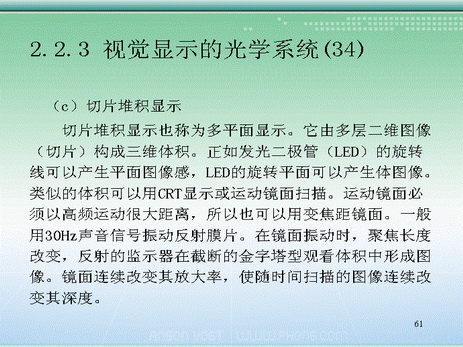 2.2.3 视觉显示的光学系统(34)
（c）切片堆积显示
切片堆积显示也称为多平面显示。它由多层二维图像
（切片）构成三维体积。正如发光二极管（LED）的旋转
线可以产生平面图像感，LED的旋转平面可以产生体图像。
类似的体积可以用CRT显示或运动镜面扫描。运动镜面必
须以高频运动很大距离，所以也可以用变焦距镜面。一般
用30Hz声音信号振动反射膜片。在镜面振动时，聚焦长度
改变，反射的监示器在截断的金字塔型观看体积中形成图
像。镜面连续改变其放大率，使随时间扫描的图像连续改
变其深度。
61